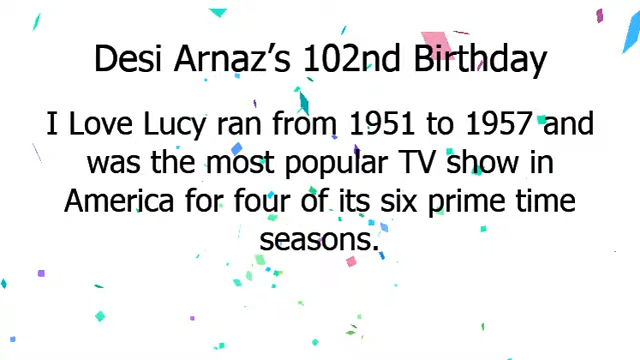 Desi Arnaz’s 102nd Birthday
I Love Lucy ran from 1951 to 1957 and
was the most popular TV show in
America for four of its six prime time
seasons.